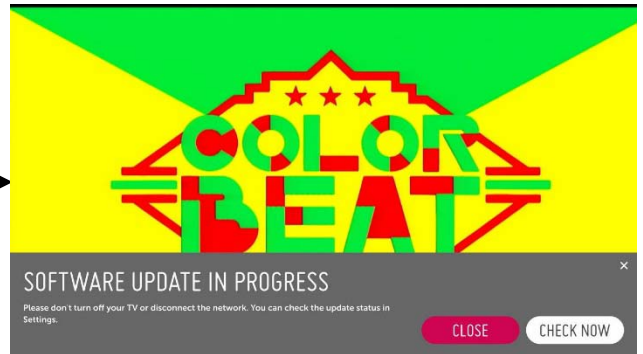 COLOR
BEAT
SOFTWARE UPDATE IN PROGRESS
Please don't turn off your TV or disconnect the network. You can check the update status in
Settings.
CLOSE
CHECK NOW